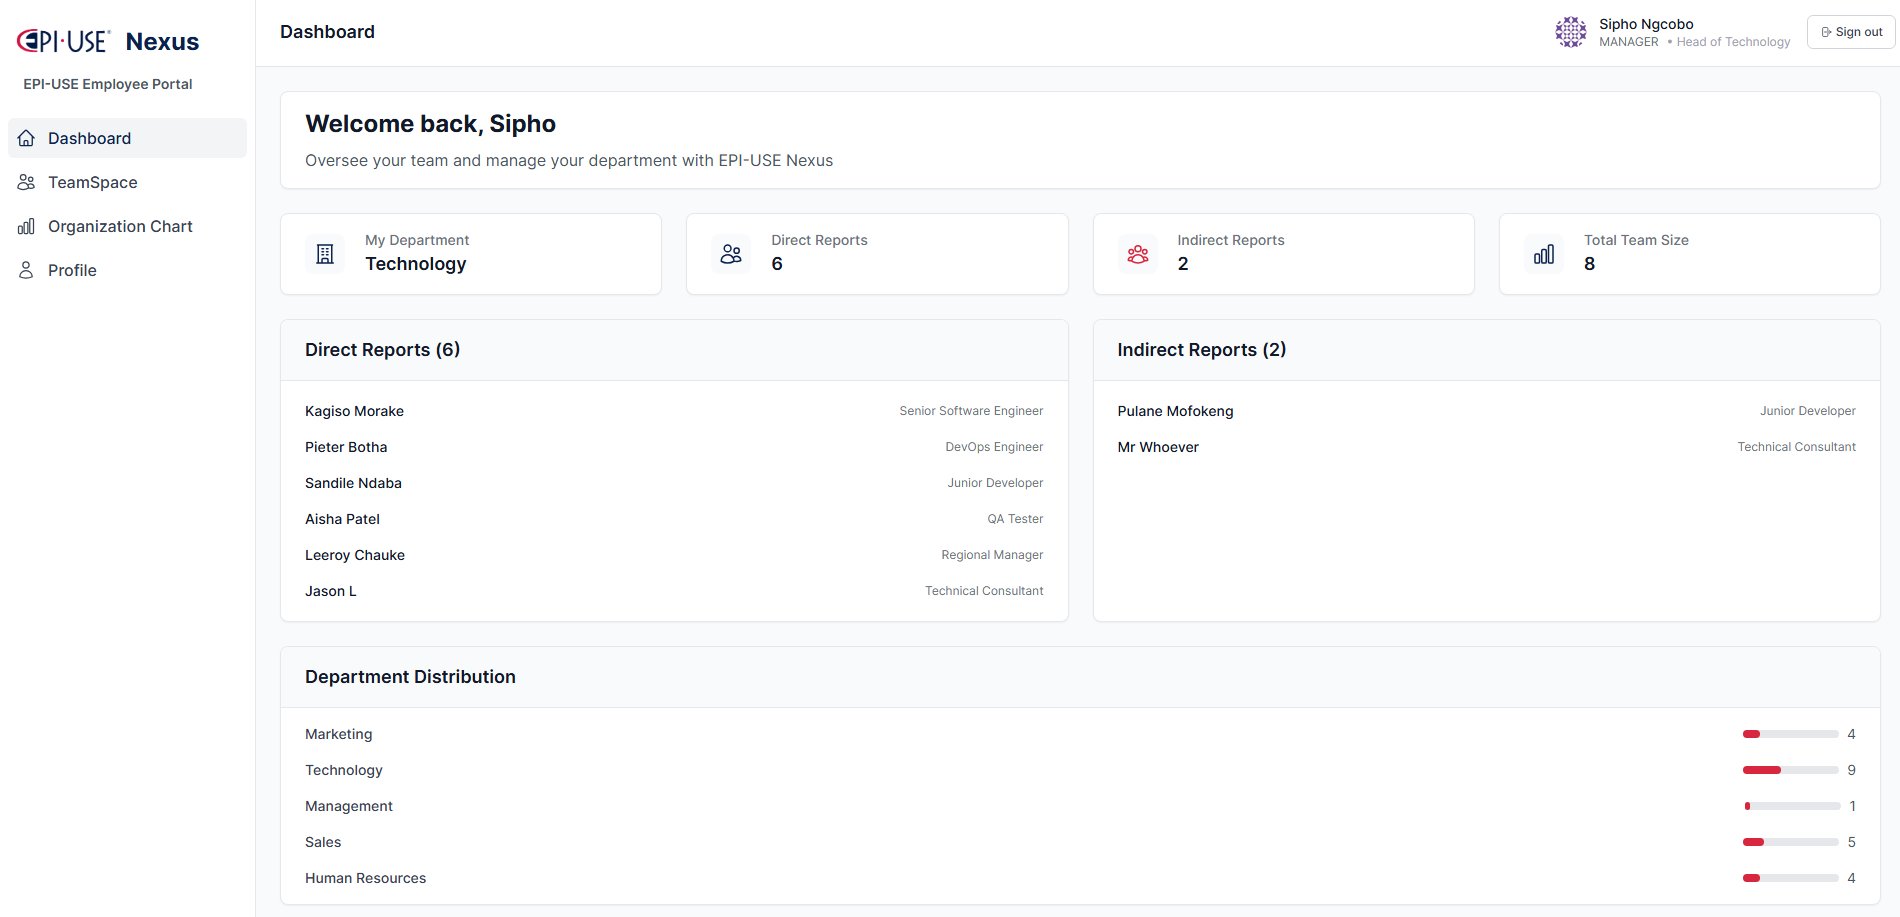 EPI·USE® Nexus
EPI-USE Employee Portal
Dashboard
TeamSpace
Organization Chart
Profile
Dashboard
Sipho Ngcobo
MANAGER • Head of Technology
Sign out
Welcome back, Sipho
Oversee your team and manage your department with EPI-USE Nexus
My Department
Technology
Direct Reports
6
Indirect Reports
2
Total Team Size
8
Direct Reports (6)
Kagiso Morake Senior Software Engineer
Pieter Botha DevOps Engineer
Sandile Ndaba Junior Developer
Aisha Patel QA Tester
Leeroy Chauke Regional Manager
Jason L Technical Consultant
Indirect Reports (2)
Pulane Mofokeng Junior Developer
Mr Whoever Technical Consultant
Department Distribution
Marketing 4
Technology 9
Management 1
Sales 5
Human Resources 4